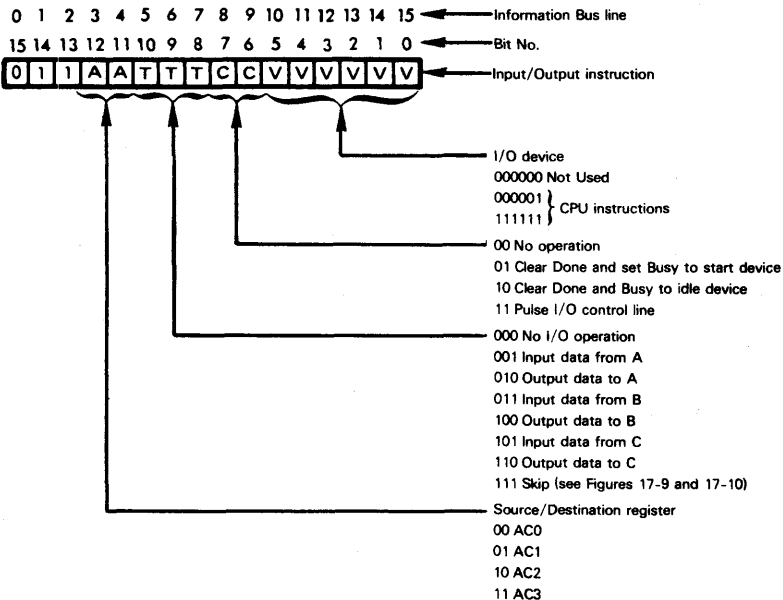 0 1 2 3 4 5 6 7 8 9 10 11 12 13 14 15 Information Bus line
15 14 13 12 11 10 9 8 7 6 5 4 3 2 1 0 Bit No.
0 1 1 A A T T T C C V V V V V V Input/Output instruction
I/O device
000000 Not Used
000001
111111 } CPU instructions
00 No operation
01 Clear Done and set Busy to start device
10 Clear Done and Busy to idle device
11 Pulse I/O control line
000 No I/O operation
001 Input data from A
010 Output data to A
011 Input data from B
100 Output data to B
101 Input data from C
110 Output data to C
111 Skip (see Figures 17-9 and 17-10)
Source/Destination register
00 AC0
01 AC1
10 AC2
11 AC3